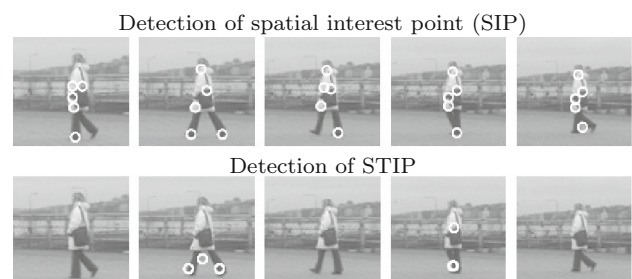 Detection of spatial interest point (SIP)
Detection of STIP